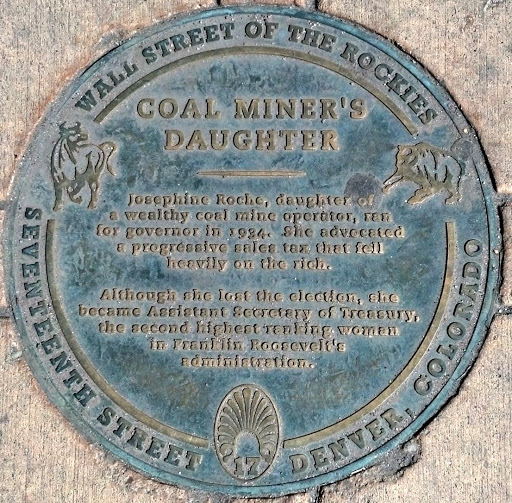 WALL STREET OF THE ROCKIES
COAL MINER'S
DAUGHTER
Josephine Roche, daughter of
a wealthy coal mine operator, ran
for governor in 1934. She advocated
a progressive sales tax that fell
heavily on the rich.
Although she lost the election, she
became Assistant Secretary of Treasury,
the second highest ranking woman
in Franklin Roosevelt's
administration.
SEVENTEENTH STREET
17
DENVER, COLORADO